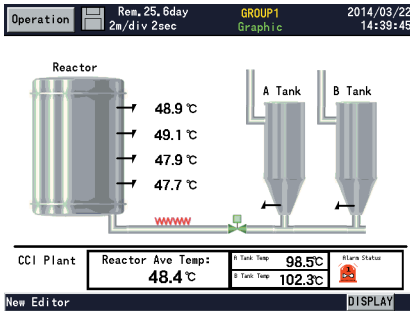 Operation
Rem.25.6day
2m/div 2sec
GROUP1
Graphic
2014/03/22
14:39:45
Reactor
A Tank
B Tank
48.9 ℃
49.1 ℃
47.9 ℃
47.7 ℃
CCI Plant
Reactor Ave Temp:
48.4℃
A Tank Temp 98.5℃
B Tank Temp 102.3℃
Alarm Status
New Editor
DISPLAY